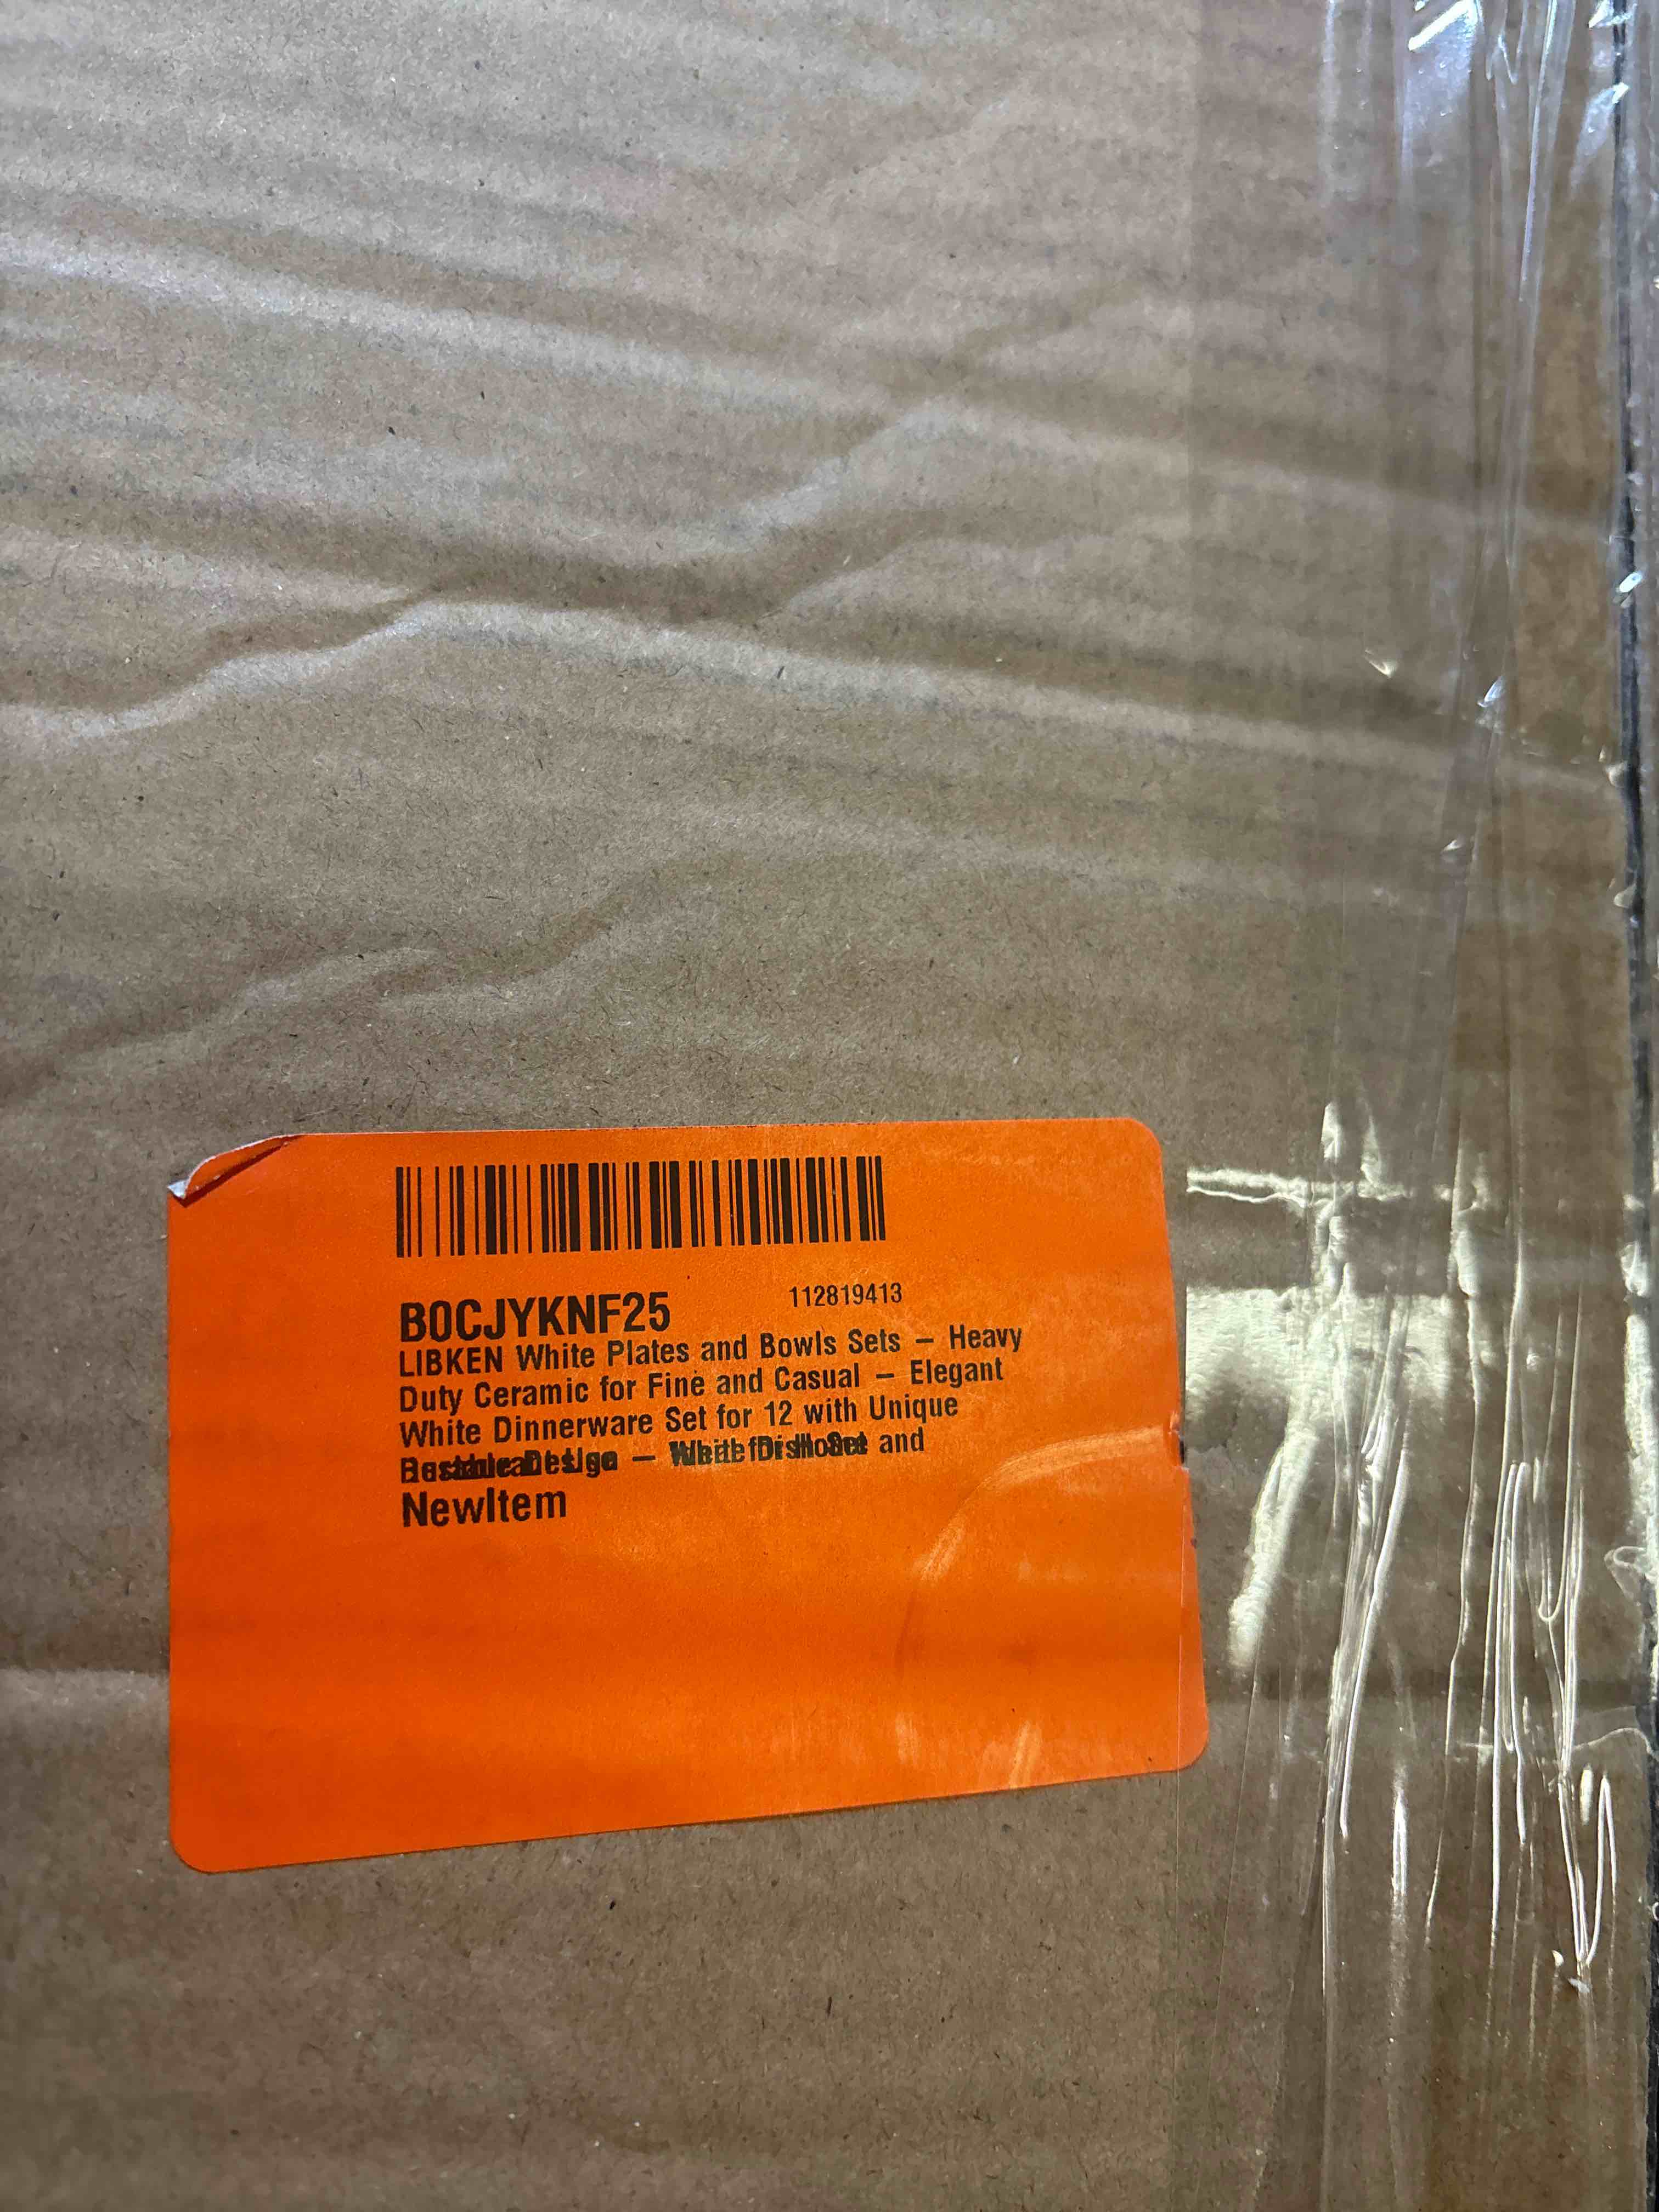 B0CJYKNF25 112819413
LIBKEN White Plates and Bowls Sets – Heavy
Duty Ceramic for Fine and Casual – Elegant
White Dinnerware Set for 12 with Unique
– and
NewItem